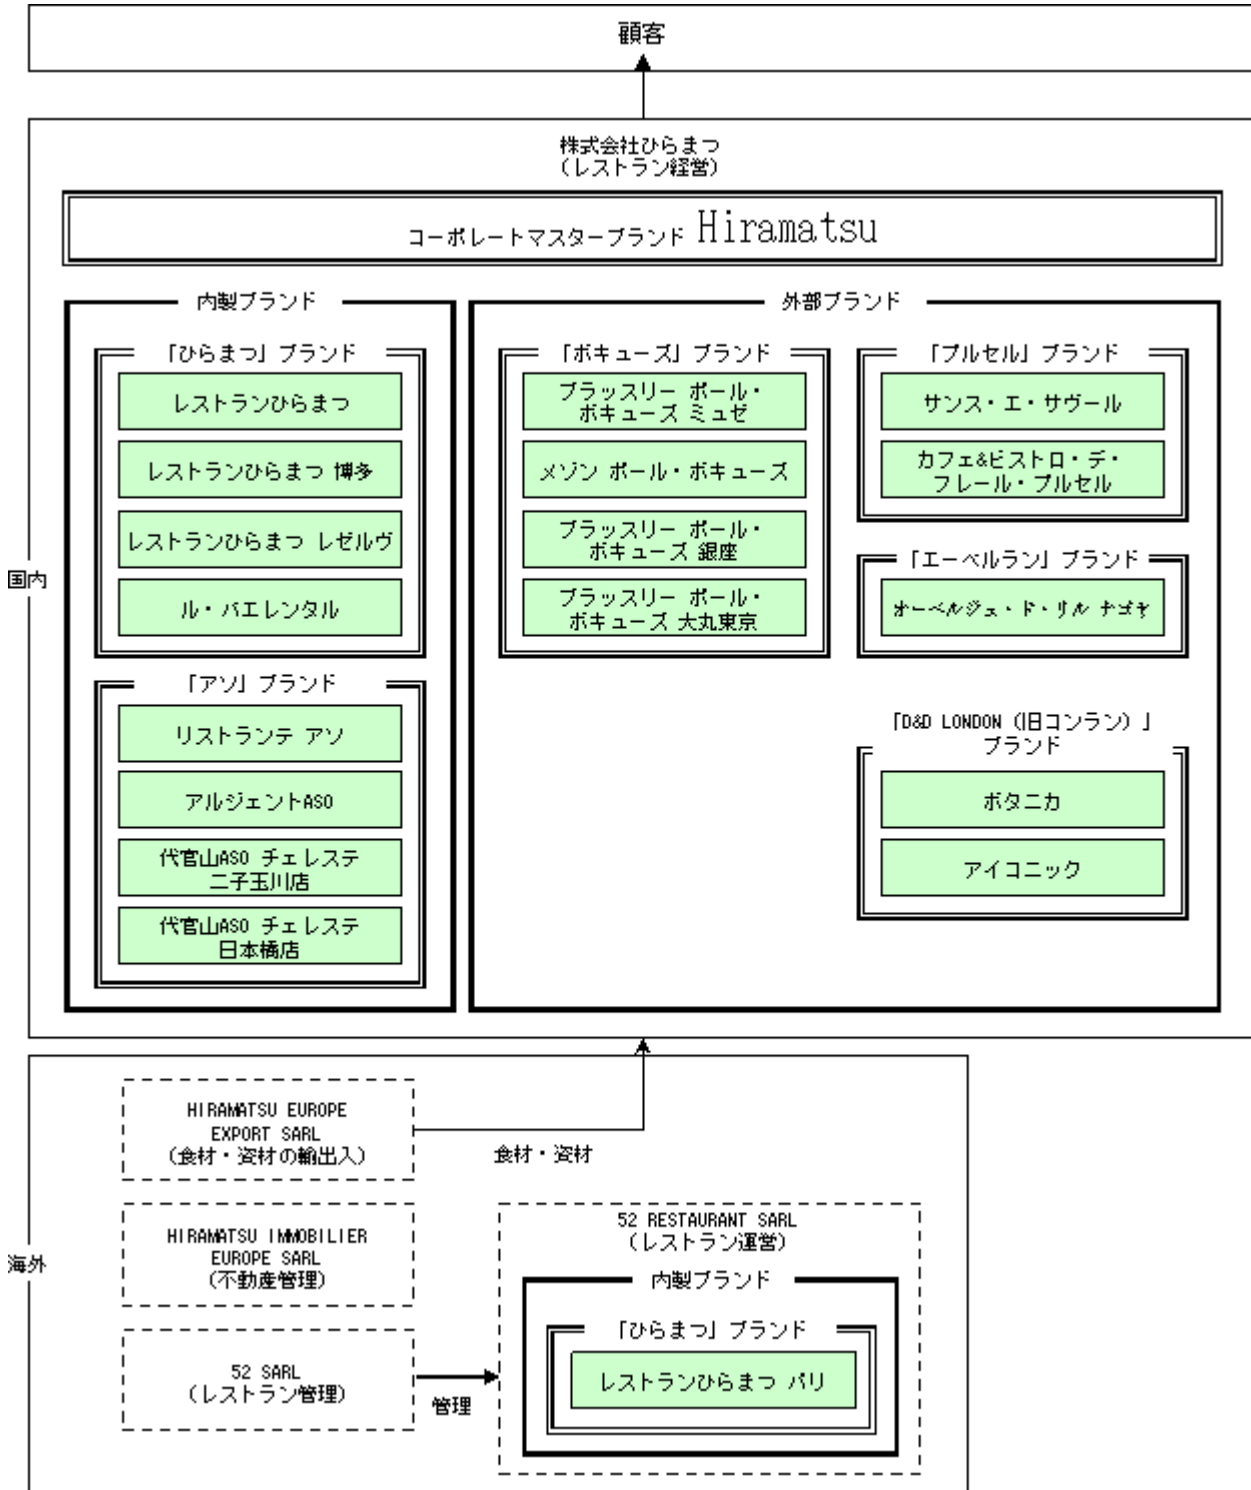 顧客
株式会社ひらまつ
（レストラン経営）
コーポレートマスターブランド Hiramatsu
国内
内製ブランド
「ひらまつ」ブランド
レストランひらまつ
レストランひらまつ 博多
レストランひらまつ レゼルヴ
ル・バエレンタル
「アソ」ブランド
リストランテ アソ
アルジェントASO
代官山ASO チェレステ
二子玉川店
代官山ASO チェレステ
日本橋店
外部ブランド
「ボキューズ」ブランド
ブラッスリー ポール・
ボキューズ ミュゼ
メゾン ポール・ボキューズ
ブラッスリー ポール・
ボキューズ 銀座
ブラッスリー ポール・
ボキューズ 大丸東京
「プルセル」ブランド
サンス・エ・サヴール
カフェ&ビストロ・デ・
フレール・プルセル
「エーベルラン」ブランド
オーベルジュ・ド・リル ナゴヤ
「D&D LONDON（旧コンラン）」
ブランド
ボタニカ
アイコニック
海外
HIRAMATSU EUROPE
EXPORT SARL
（食材・資材の輸出入）
食材・資材
HIRAMATSU IMMOBILIER
EUROPE SARL
（不動産管理）
52 SARL
（レストラン管理）
管理
52 RESTAURANT SARL
（レストラン運営）
内製ブランド
「ひらまつ」ブランド
レストランひらまつ パリ